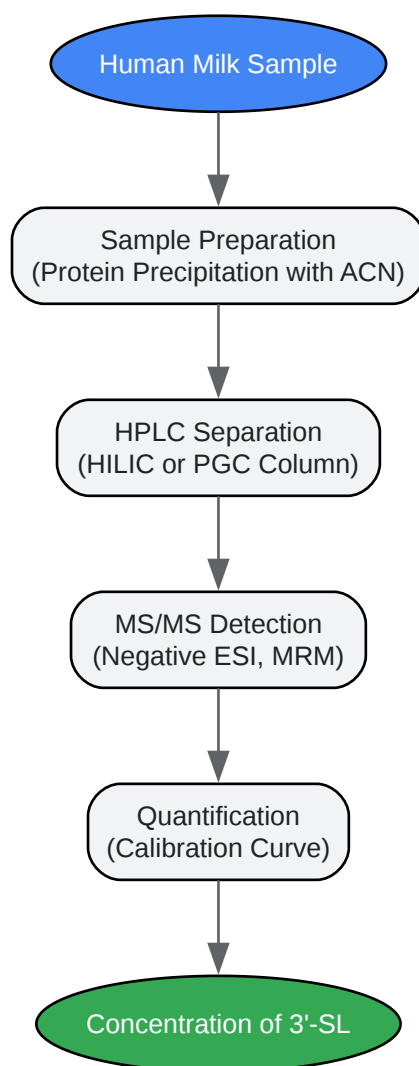 Human Milk Sample
Sample Preparation
(Protein Precipitation with ACN)
HPLC Separation
(HILIC or PGC Column)
MS/MS Detection
(Negative ESI, MRM)
Quantification
(Calibration Curve)
Concentration of 3'-SL